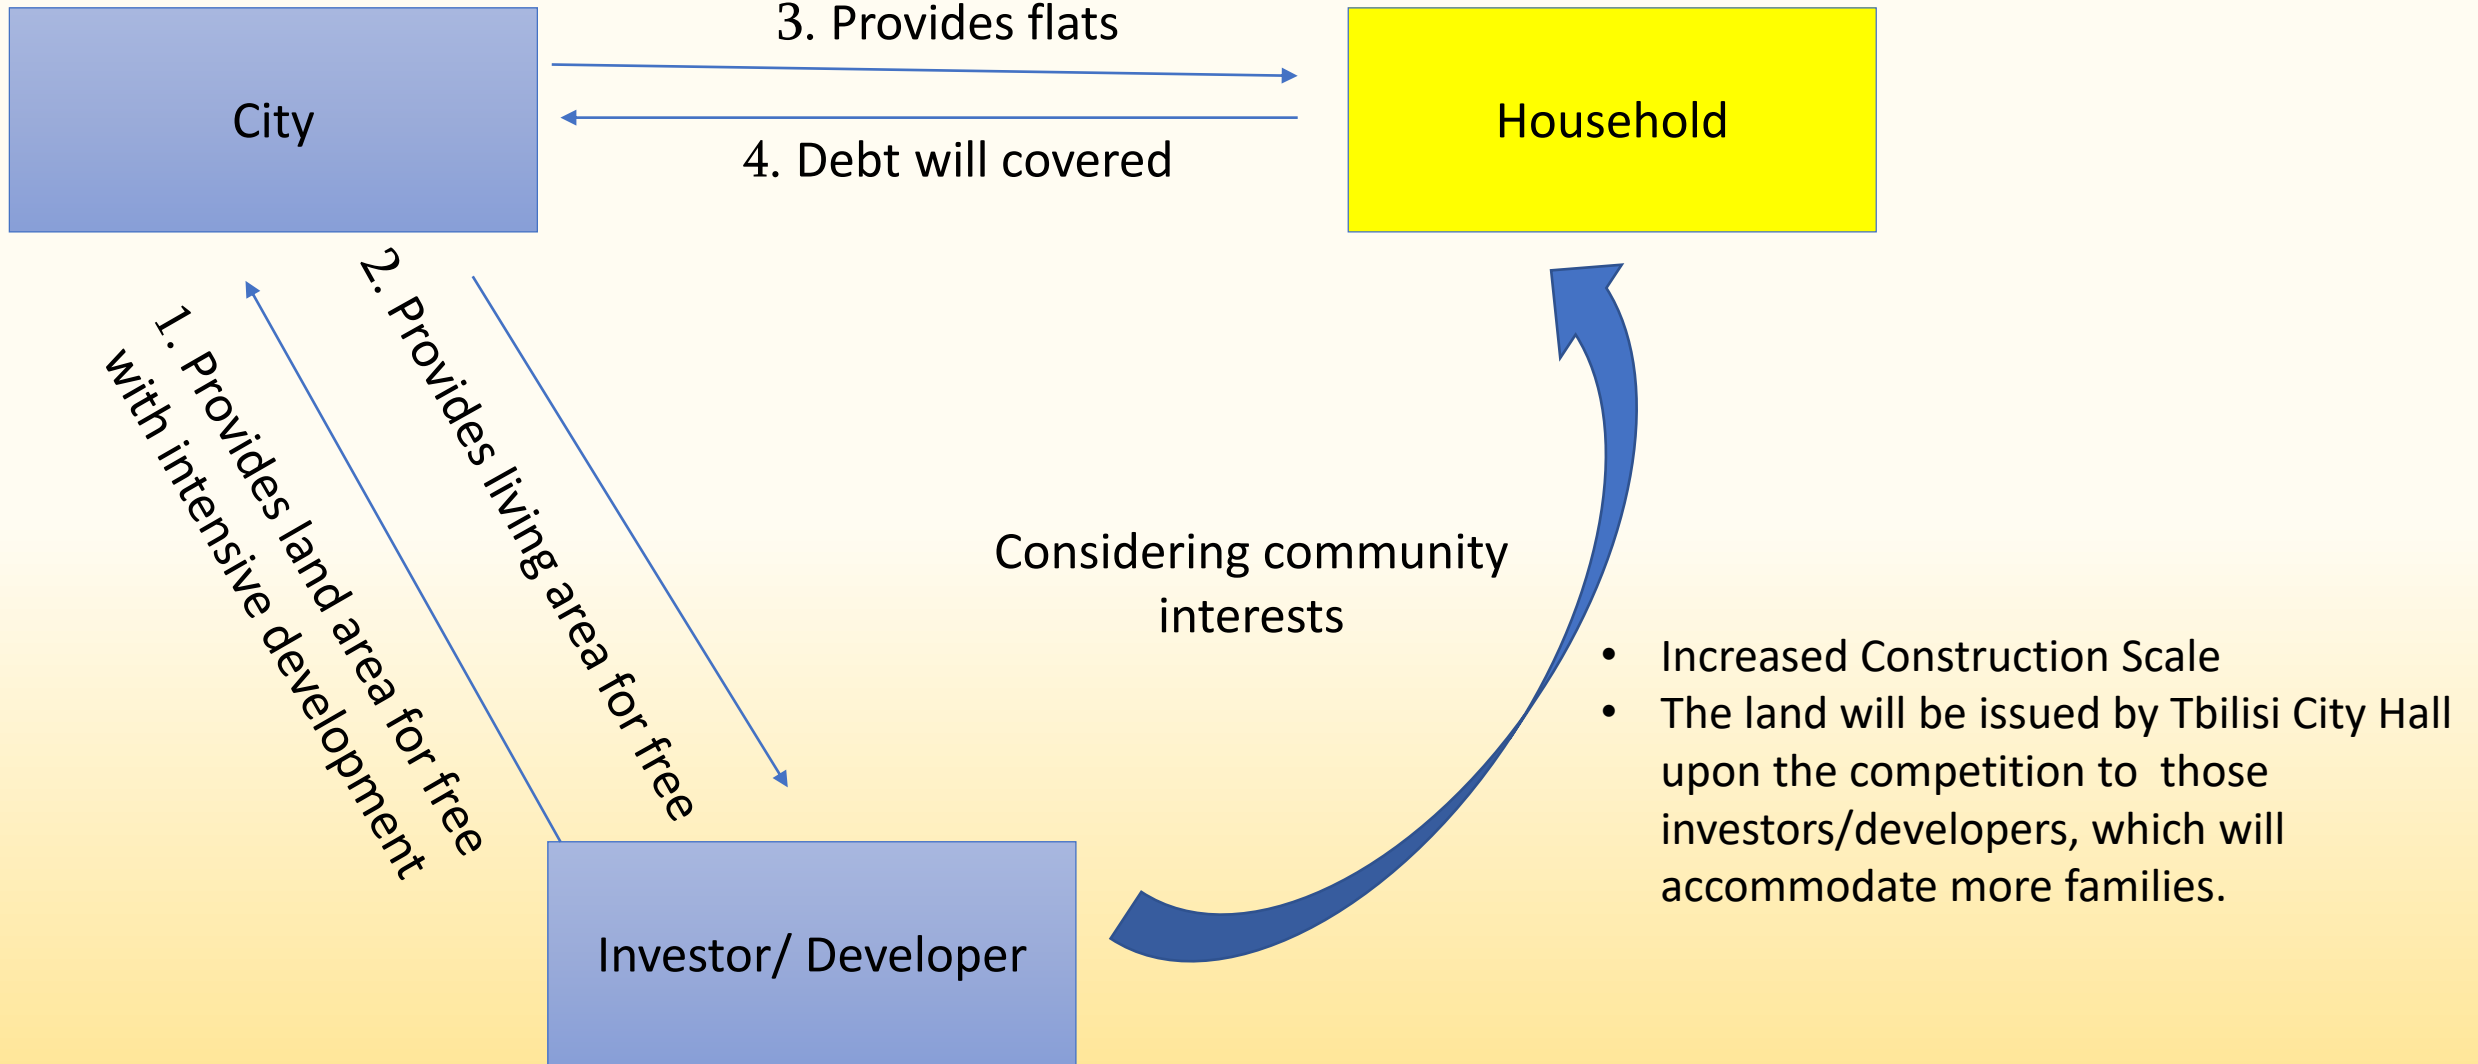 3. Provides flats
City
Household
4. Debt will covered
1. Provides land area for free
with intensive development
2. Provides living area for free
Considering community
interests
• Increased Construction Scale
• The land will be issued by Tbilisi City Hall
upon the competition to those
investors/developers, which will
accommodate more families.
Investor/ Developer